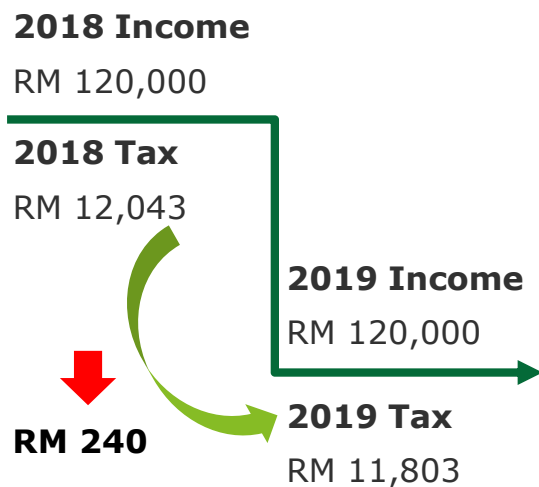 2018 Income
RM 120,000
2018 Tax
RM 12,043
2019 Income
RM 120,000
RM 240
2019 Tax
RM 11,803